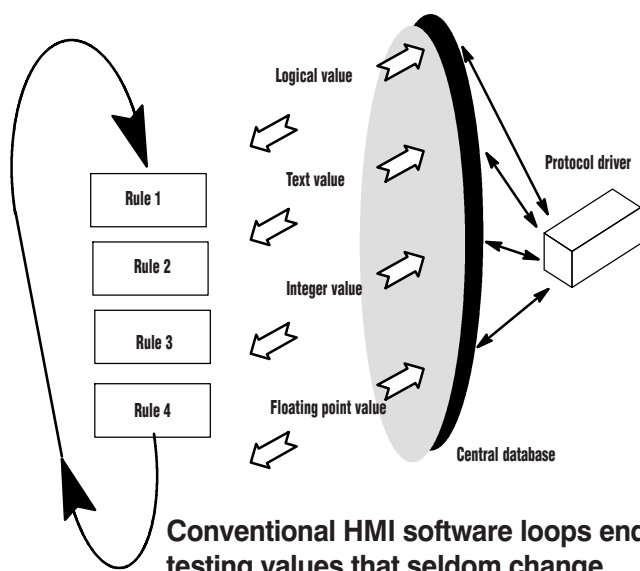 Logical value
Protocol driver
Text value
Rule 1
Rule 2
Integer value
Rule 3
Rule 4
Floating point value
Central database
Conventional HMI software loops
testing values that seldom change